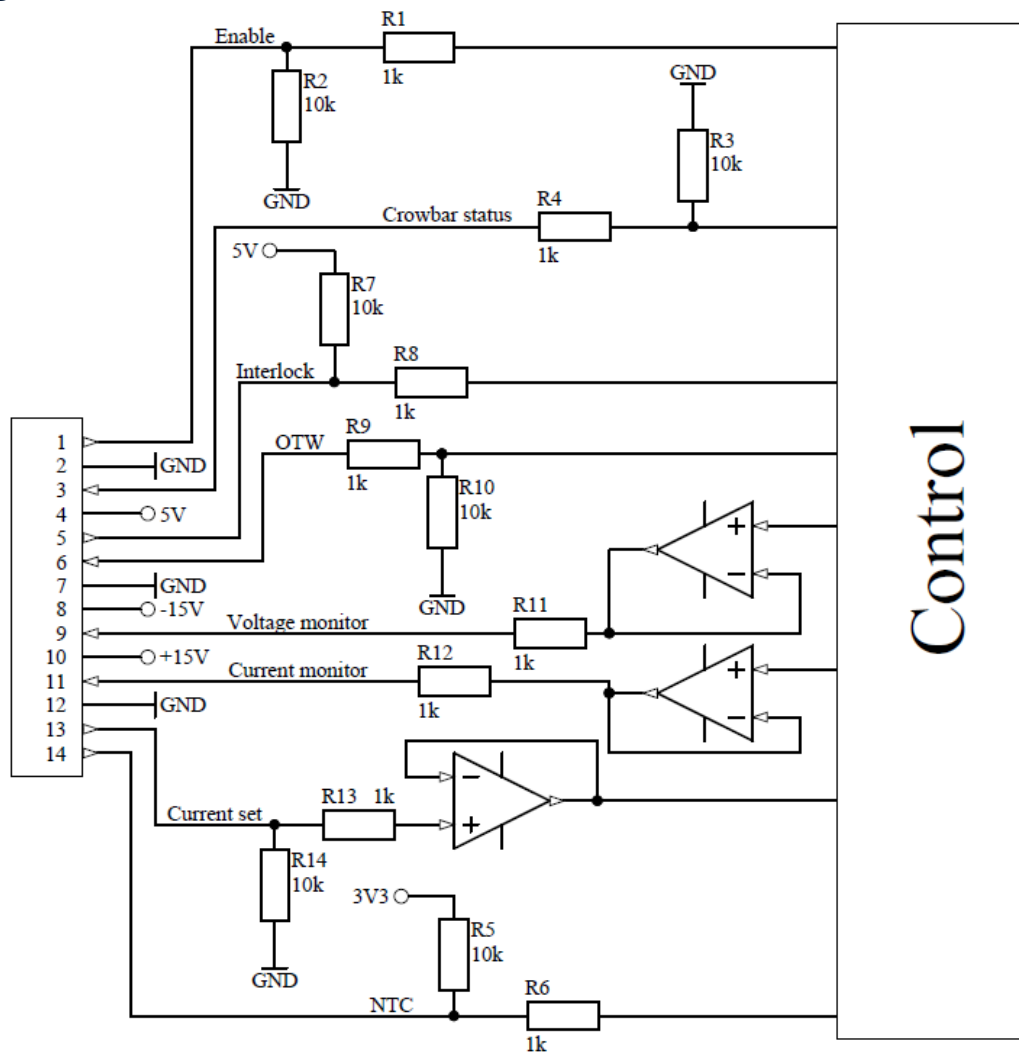 Enable
R1
1k
R2
10k
GND
GND
R3
10k
Crowbar status
R4
1k
5V
R7
10k
Interlock
R8
1k
OTW
R9
1k
R10
10k
GND
1
2
3
4
5
6
7
8
9
10
11
12
13
14
GND
5V
GND
-15V
+15V
GND
Voltage monitor
R11
1k
+
−
Current monitor
R12
1k
+
−
Current set
R13 1k
−
+
R14
10k
GND
3V3
R5
10k
NTC
R6
1k
Control